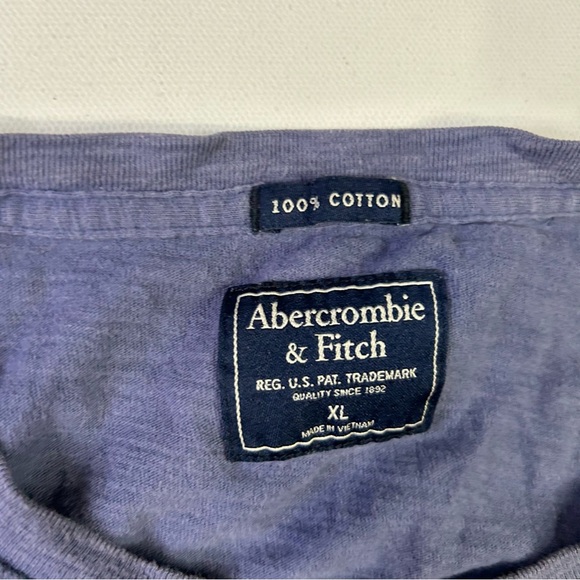 100% COTTON
Abercrombie
& Fitch
REG. U.S. PAT. TRADEMARK
QUALITY SINCE 1892
XL
MADE IN VIETNAM